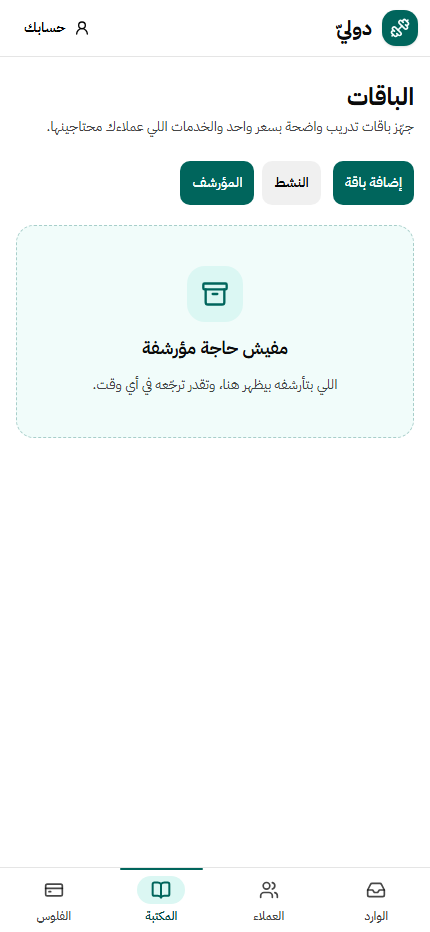 دوليّ
حسابك
الباقات
جهّز باقات تدريب واضحة بسعر واحد والخدمات اللي عملاءك محتاجينها.
إضافة باقة
النشط
المؤرشف
مفيش حاجة مؤرشفة
اللي بتأرشفه بيظهر هنا، وتقدر ترجّعه في أي وقت.
الوارد
العملاء
المكتبة
الفلوس